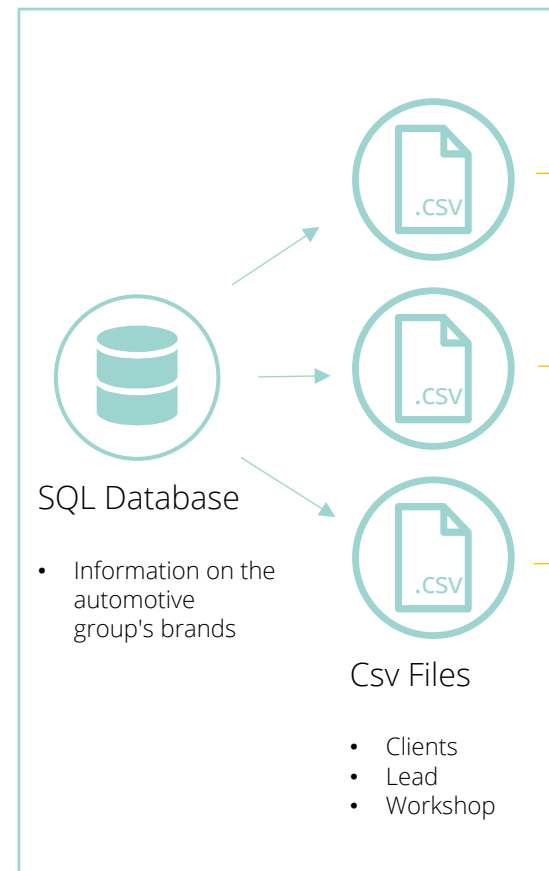 .csv
.csv
SQL Database
• Information on the
automotive
group's brands
.csv
Csv Files
• Clients
• Lead
• Workshop